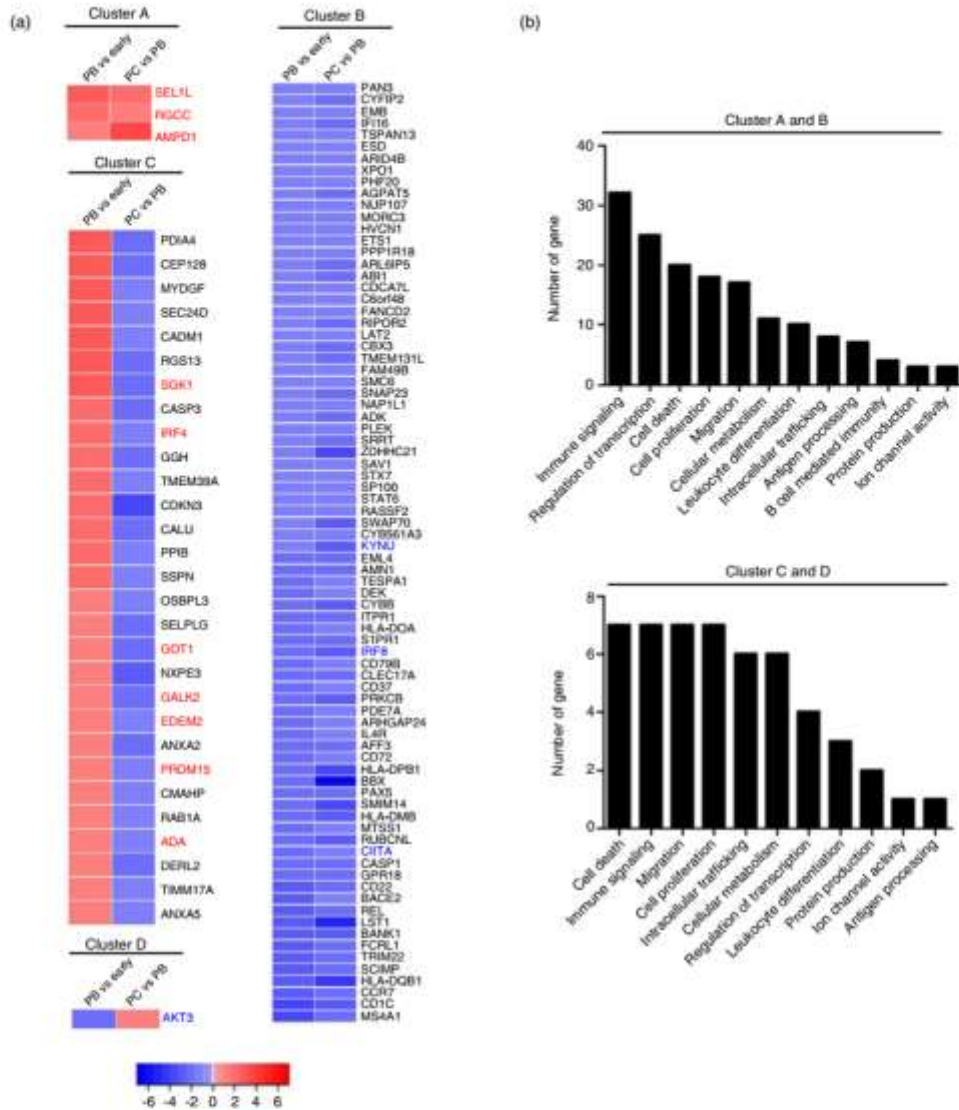 (a)
Cluster A
PB vs early
PC vs PB
SEL1L
RGCC
AMPD1
Cluster C
PB vs early
PC vs PB
PDIA4
CEP128
MYDGF
SEC24D
CADM1
RGS13
SGK1
CASP3
IRF4
GGH
TMEM38A
CDKN3
CALU
PPIB
SSPN
OSBPL3
SELPLG
GOT1
NXPE3
GALK2
EDEM2
ANXA2
PRDM15
CMAHP
RAB1A
ADA
DERL2
TIMM17A
ANXA5
Cluster D
PB vs early
PC vs PB
AKT3
-6 -4 -2 0 2 4 6
Cluster B
PB vs early
PC vs PB
PAN3
CYFIP2
EMB
IFI16
TSPAN13
ESD
ARID4B
XPO1
PHF20
AGPAT5
NUP107
MORC3
HVCN1
ETS1
PPP1R18
ARL6IP5
ABI1
CDCA7L
C6orf48
FANCD2
RIPOR2
LAT2
CBX3
TMEM131L
FAM49B
SMC6
SNAP23
NAP1L1
ADK
PLEK
SRRT
ZDHHC21
SAV1
STX7
SP100
STAT6
RASSF2
SWAP70
CYB561A3
KYNU
EML4
AMN1
TESPA1
DEK
CYBB
ITPR1
HLA-DOA
S1PR1
IRF8
CD79B
CLEC17A
CD37
PRKCB
PDE7A
ARHGAP24
IL4R
AFF3
CD72
HLA-DPB1
BBX
PAX5
SMIM14
HLA-DMB
MTSS1
RUBCNL
CIITA
CASP1
GPR18
CD22
BACE2
REL
LST1
BANK1
FCRL1
TRIM22
SCIMP
HLA-DQB1
CCR7
CD1C
MS4A1
(b)
Cluster A and B
Number of gene
40
30
20
10
0
Immune signaling
Regulation of transcription
Cell death
Cell proliferation
Migration
Cellular metabolism
Leukocyte differentiation
Intracellular trafficking
Antigen processing
B cell mediated immunity
Protein production
Ion channel activity
Cluster C and D
Number of gene
8
6
4
2
0
Cell death
Immune signaling
Migration
Cell proliferation
Intracellular trafficking
Cellular metabolism
Regulation of transcription
Leukocyte differentiation
Protein production
Ion channel activity
Antigen processing